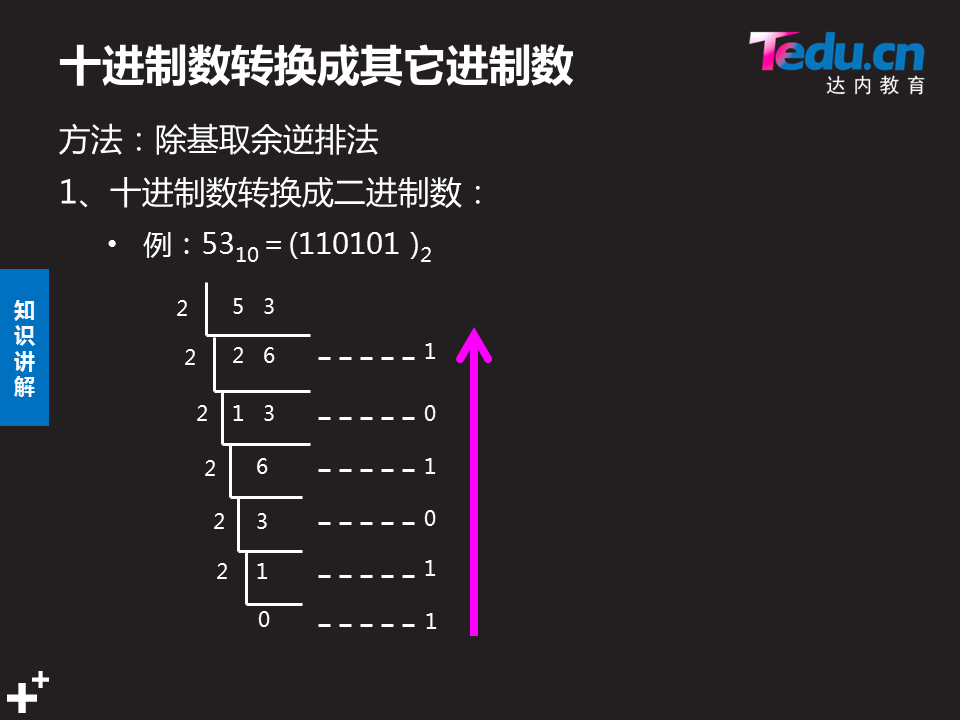 十进制数转换成其它进制数
Tedu.cn
达内教育
方法：除基取余逆排法
1、十进制数转换成二进制数：
• 例：53₁₀＝(110101 )₂
知识讲解
2 5 3
2 2 6 ----- 1
2 1 3 ----- 0
2 6 ----- 1
2 3 ----- 0
2 1 ----- 1
0 ----- 1